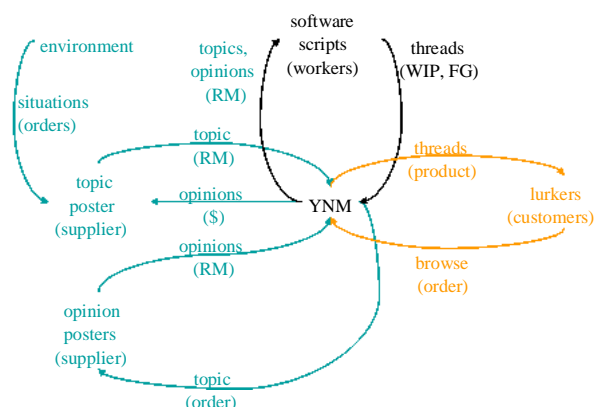 software
scripts
(workers)
environment
topics,
opinions
(RM)
threads
(WIP, FG)
situations
(orders)
topic
(RM)
threads
(product)
topic
poster
(supplier)
opinions
($)
YNM
lurkers
(customers)
opinions
(RM)
browse
(order)
opinion
posters
(supplier)
topic
(order)